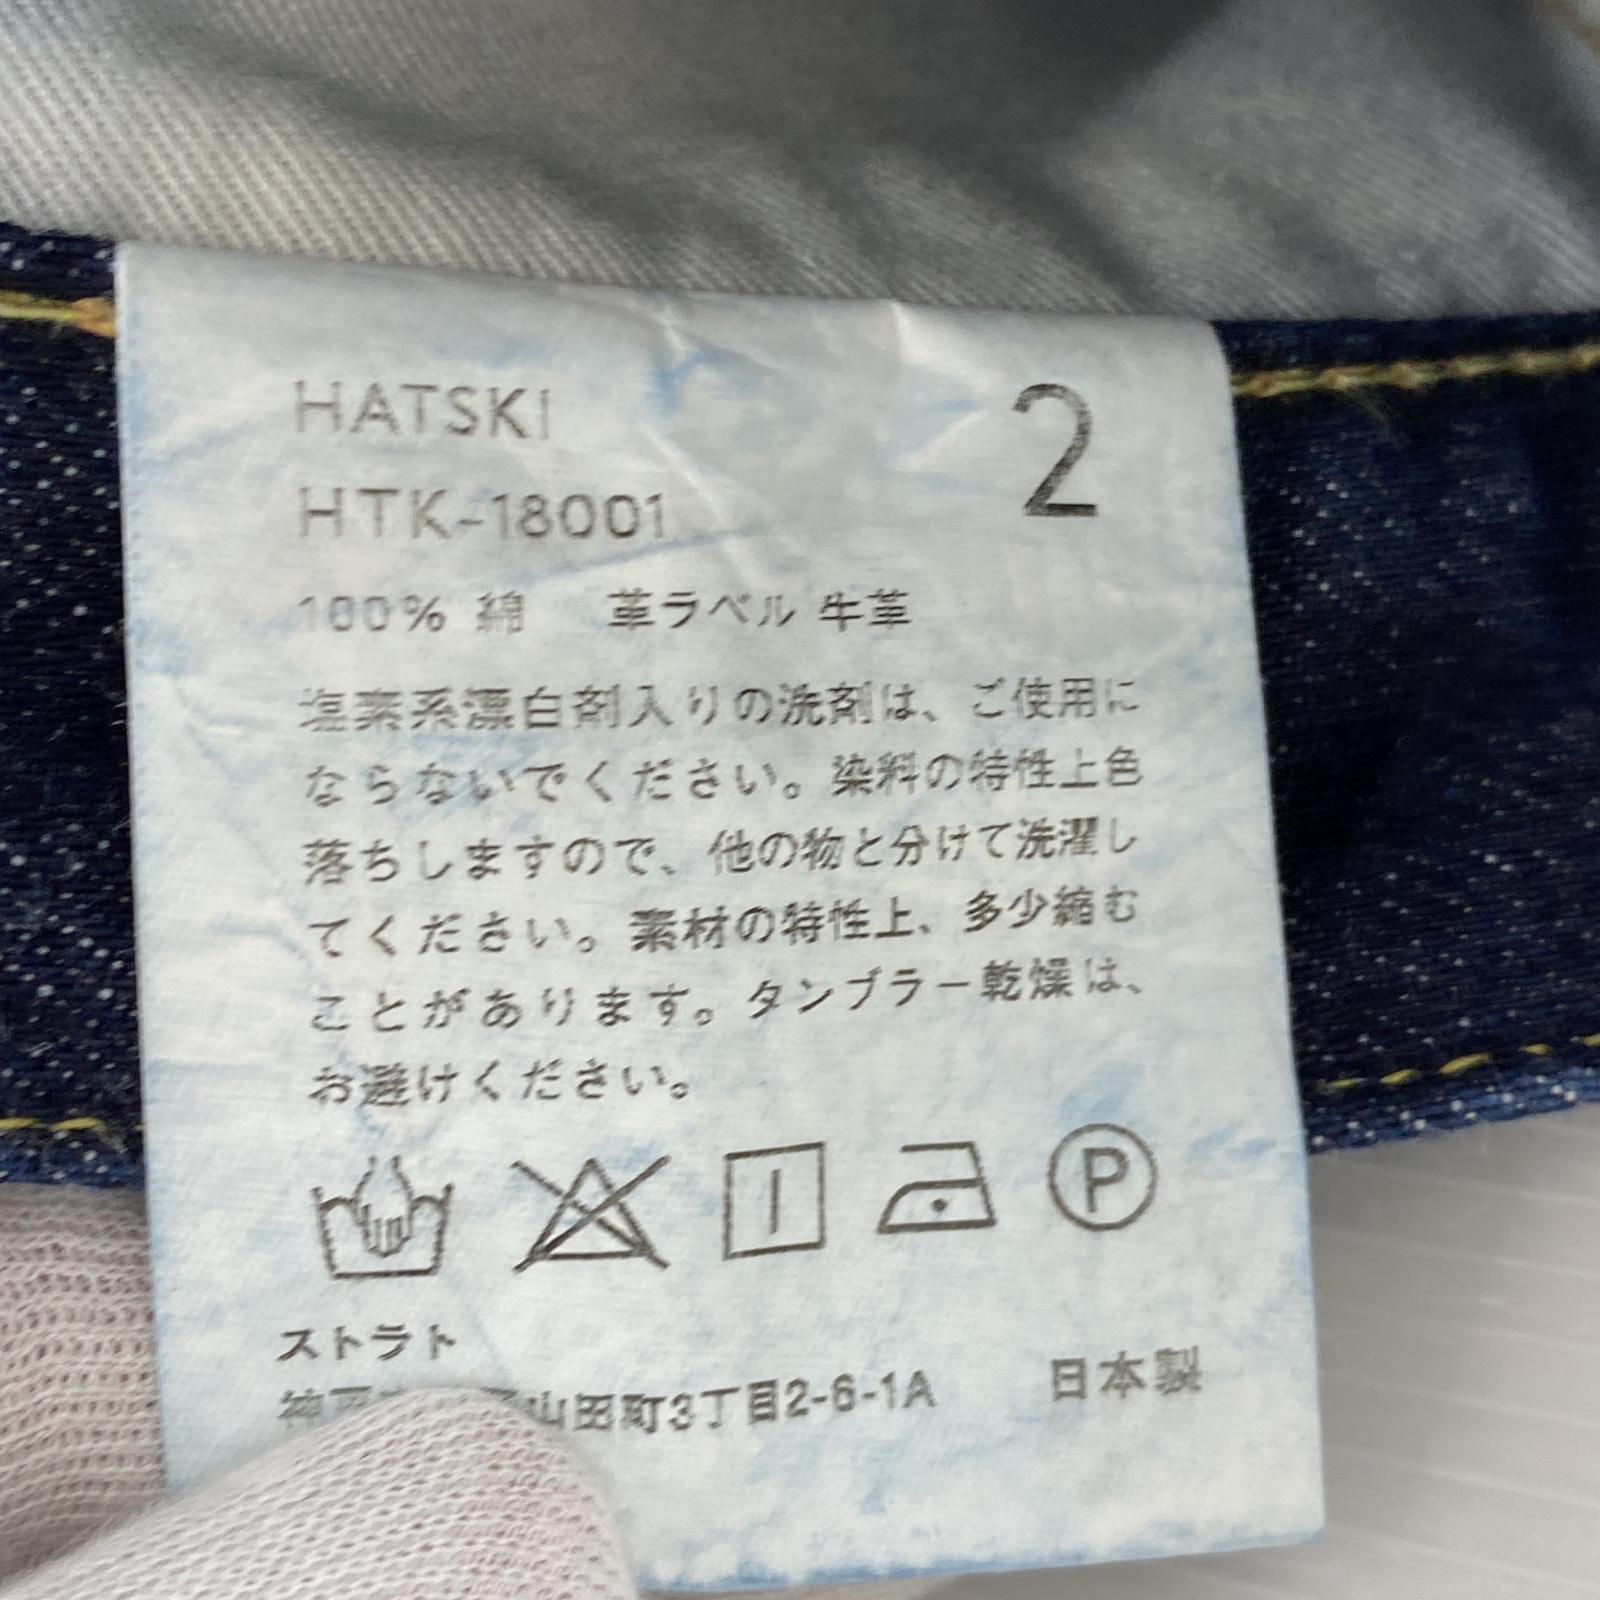 HATSKI
2
HTK-18001
100% 綿 革ラベル 牛革
塩素系漂白剤入りの洗剤は、ご使用に
ならないでください。染料の特性上色
落ちしますので、他の物と分けて洗濯し
てください。素材の特性上、多少縮む
ことがあります。タンブラー乾燥は、
お避けください。
P
ストラト
神戸 山田町3丁目2-6-1A
日本製